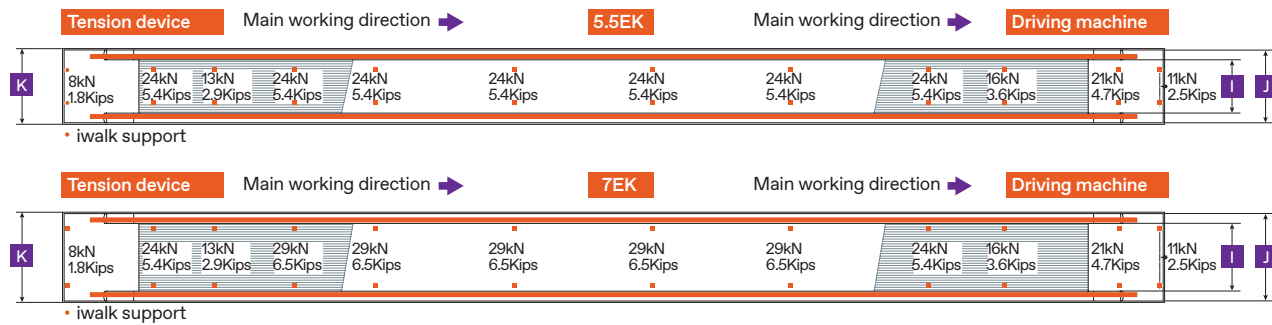 Tension device Main working direction 5.5EK Main working direction Driving machine
K 8kN 24kN 13kN 24kN 24kN 24kN 24kN 24kN 24kN 16kN 21kN 11kN I J
1.8Kips 5.4Kips 2.9Kips 5.4Kips 5.4Kips 5.4Kips 5.4Kips 5.4Kips 5.4Kips 3.6Kips 4.7Kips 2.5Kips
• iwalk support
Tension device Main working direction 7EK Main working direction Driving machine
K 8kN 24kN 13kN 29kN 29kN 29kN 29kN 29kN 24kN 16kN 21kN 11kN I J
1.8Kips 5.4Kips 2.9Kips 6.5Kips 6.5Kips 6.5Kips 6.5Kips 6.5Kips 5.4Kips 3.6Kips 4.7Kips 2.5Kips
• iwalk support